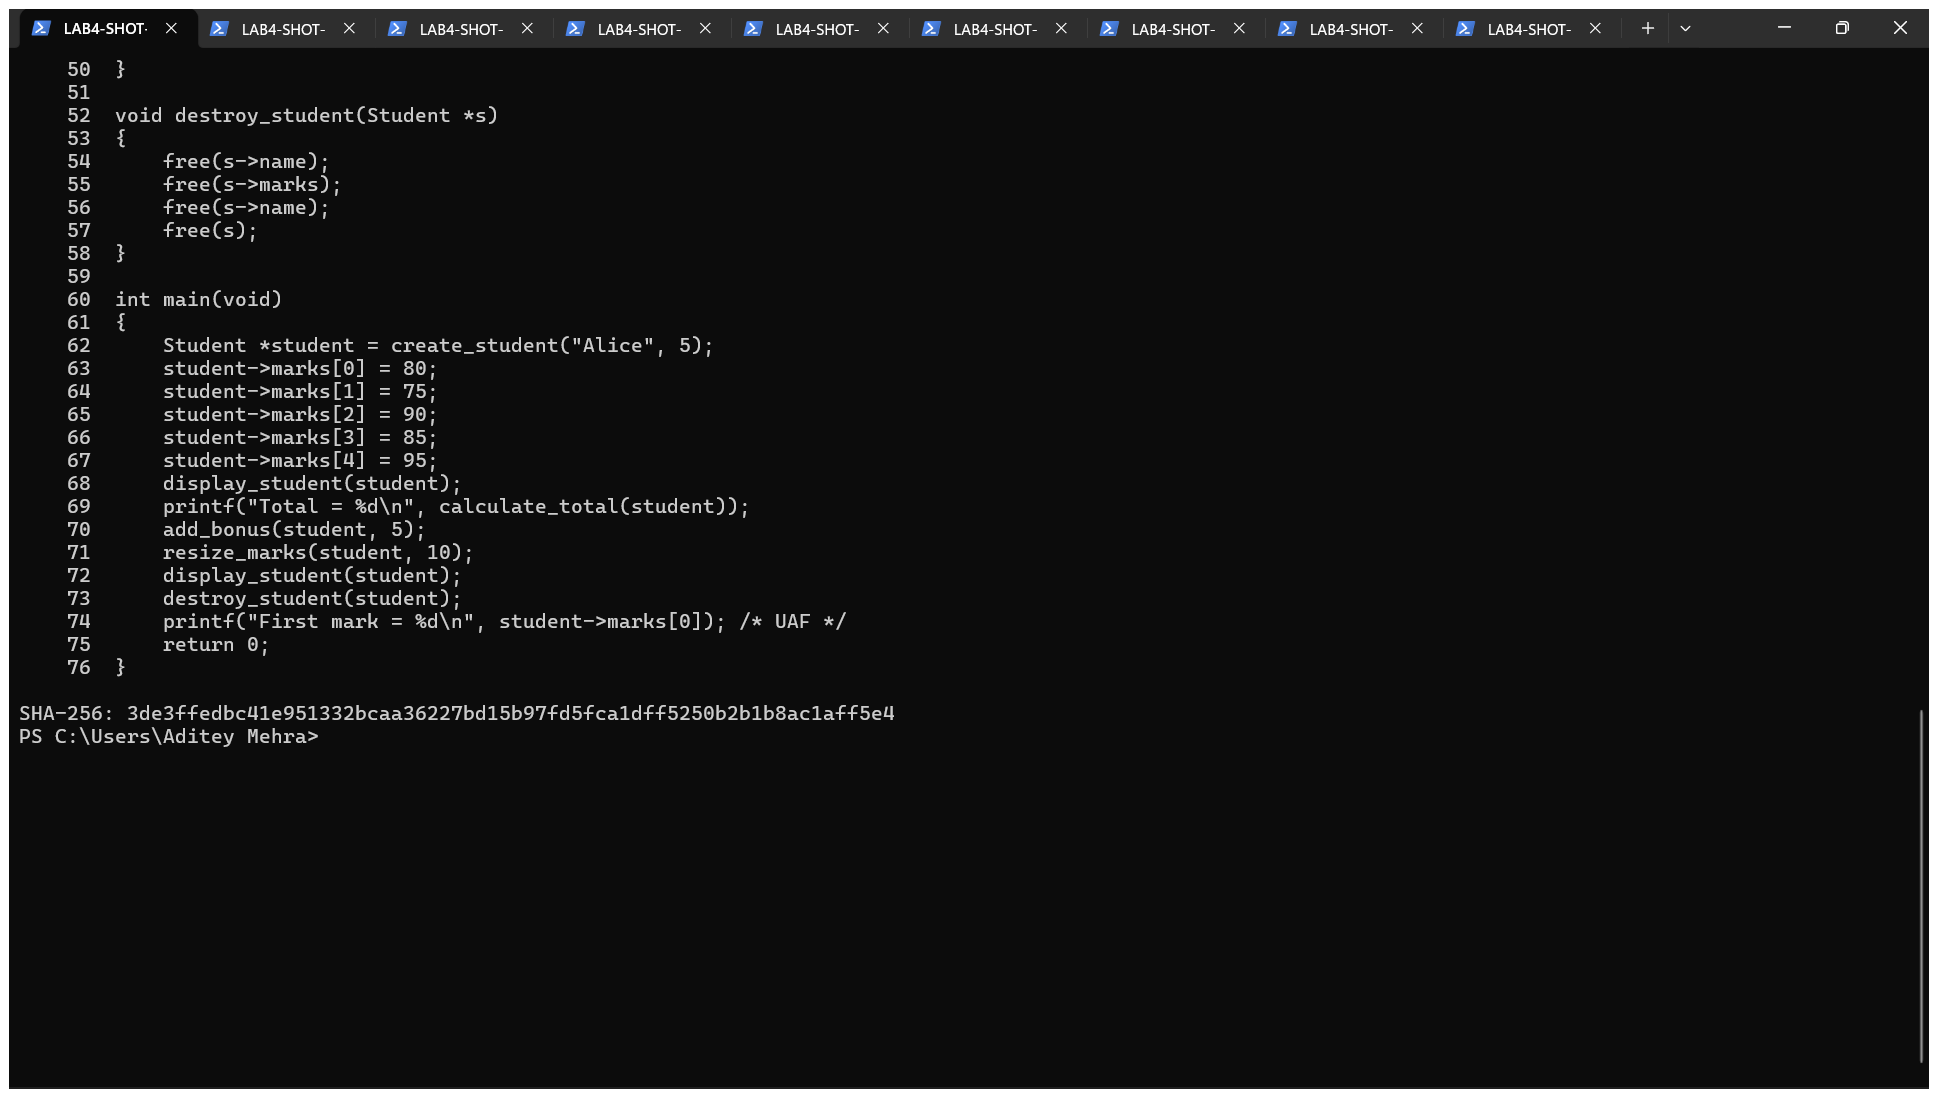 LAB4-SHOT- LAB4-SHOT- LAB4-SHOT- LAB4-SHOT- LAB4-SHOT- LAB4-SHOT- LAB4-SHOT- LAB4-SHOT- LAB4-SHOT-
50  }
51
52  void destroy_student(Student *s)
53  {
54      free(s->name);
55      free(s->marks);
56      free(s->name);
57      free(s);
58  }
59
60  int main(void)
61  {
62      Student *student = create_student("Alice", 5);
63      student->marks[0] = 80;
64      student->marks[1] = 75;
65      student->marks[2] = 90;
66      student->marks[3] = 85;
67      student->marks[4] = 95;
68      display_student(student);
69      printf("Total = %d\n", calculate_total(student));
70      add_bonus(student, 5);
71      resize_marks(student, 10);
72      display_student(student);
73      destroy_student(student);
74      printf("First mark = %d\n", student->marks[0]); /* UAF */
75      return 0;
76  }
SHA-256: 3de3ffedbc41e951332bcaa36227bd15b97fd5fca1dff5250b2b1b8ac1aff5e4
PS C:\Users\Aditey Mehra>